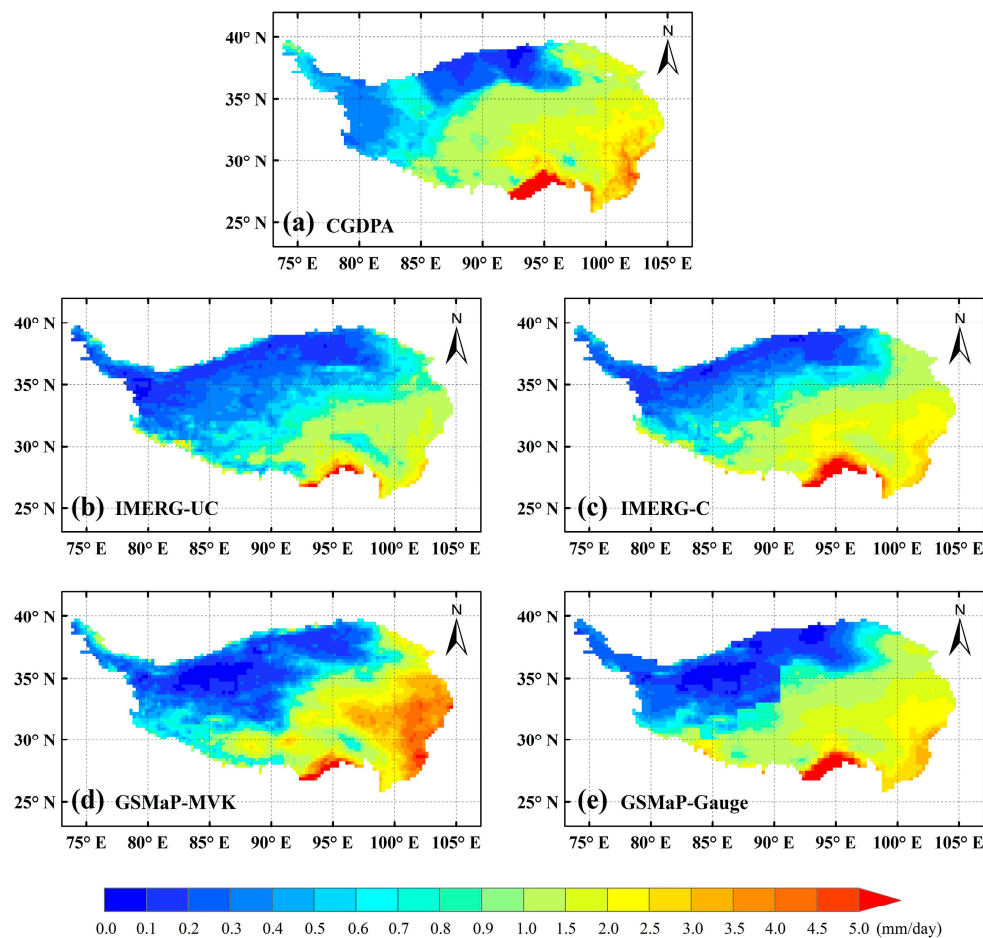 N
40° N
35° N
30° N
25° N
(a) CGDPA
75° E 80° E 85° E 90° E 95° E 100° E 105° E
N
40° N
35° N
30° N
25° N
(b) IMERG-UC
75° E 80° E 85° E 90° E 95° E 100° E 105° E
N
40° N
35° N
30° N
25° N
(c) IMERG-C
75° E 80° E 85° E 90° E 95° E 100° E 105° E
N
40° N
35° N
30° N
25° N
(d) GSMaP-MVK
75° E 80° E 85° E 90° E 95° E 100° E 105° E
N
40° N
35° N
30° N
25° N
(e) GSMaP-Gauge
75° E 80° E 85° E 90° E 95° E 100° E 105° E
0.0 0.1 0.2 0.3 0.4 0.5 0.6 0.7 0.8 0.9 1.0 1.5 2.0 2.5 3.0 3.5 4.0 4.5 5.0 (mm/day)